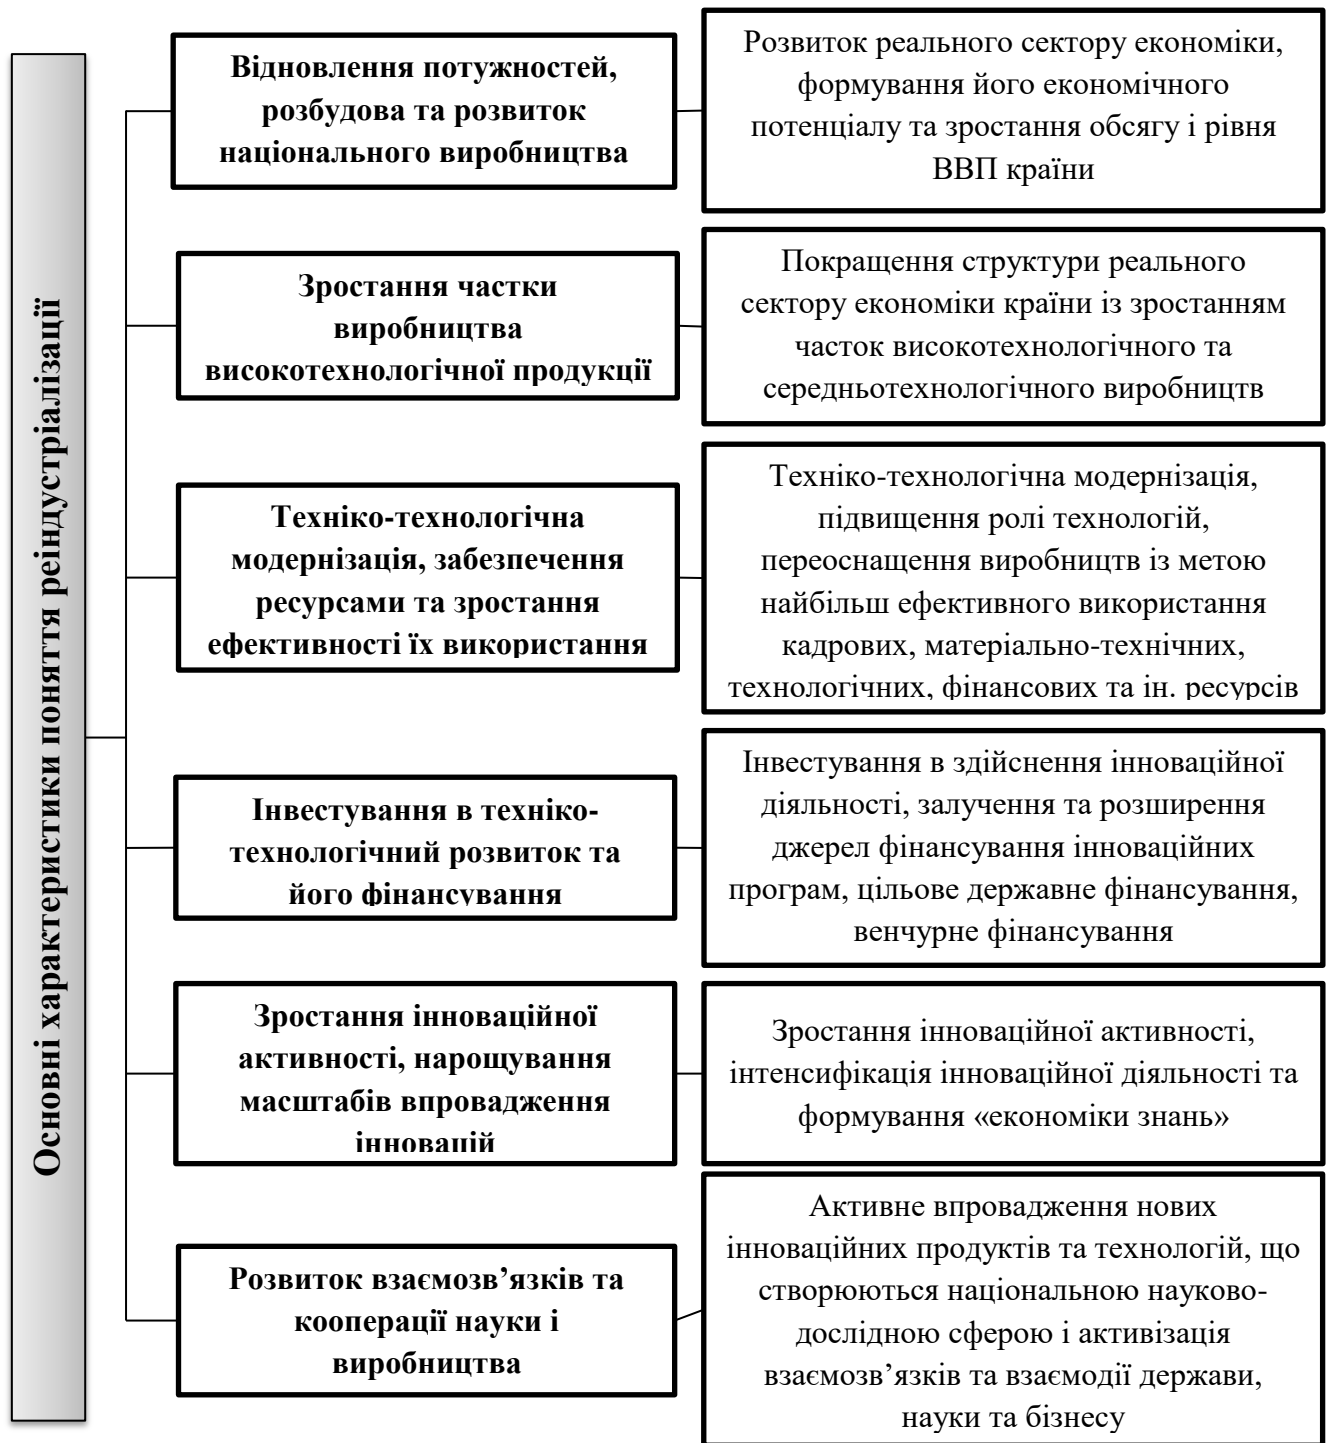 Основні характеристики поняття реіндустріалізації
Відновлення потужностей,
розбудова та розвиток
національного виробництва
Розвиток реального сектору економіки,
формування його економічного
потенціалу та зростання обсягу і рівня
ВВП країни
Зростання частки
виробництва
високотехнологічної продукції
Покращення структури реального
сектору економіки країни із зростанням
часток високотехнологічного та
середньотехнологічного виробництв
Техніко-технологічна
модернізація, забезпечення
ресурсами та зростання
ефективності їх використання
Техніко-технологічна модернізація,
підвищення ролі технологій,
переоснащення виробництв із метою
найбільш ефективного використання
кадрових, матеріально-технічних,
технологічних, фінансових та ін. ресурсів
Інвестування в техніко-
технологічний розвиток та
його фінансування
Інвестування в здійснення інноваційної
діяльності, залучення та розширення
джерел фінансування інноваційних
програм, цільове державне фінансування,
венчурне фінансування
Зростання інноваційної
активності, нарощування
масштабів впровадження
інновацій
Зростання інноваційної активності,
інтенсифікація інноваційної діяльності та
формування «економіки знань»
Розвиток взаємозв’язків та
кооперації науки і
виробництва
Активне впровадження нових
інноваційних продуктів та технологій, що
створюються національною науково-
дослідною сферою і активізація
взаємозв’язків та взаємодії держави,
науки та бізнесу